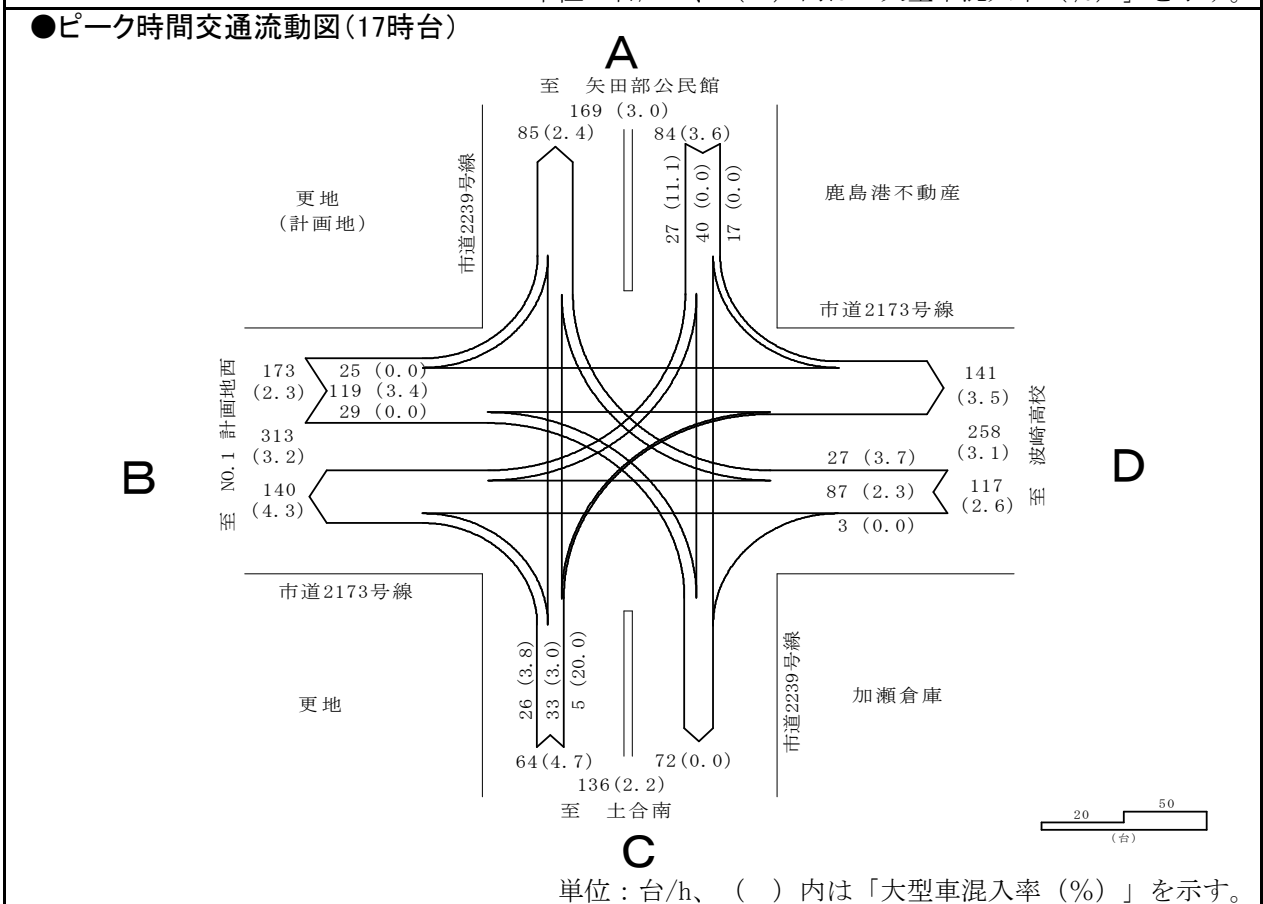 ●ピーク時間交通流動図(17時台)
A
至 矢田部公民館
169 (3.0)
85(2.4)
84(3.6)
市道2239号線
27 (11.1)
40 (0.0)
17 (0.0)
更地
(計画地)
鹿島港不動産
市道2173号線
至 NO.1 計画地西
173
(2.3)
25 (0.0)
119 (3.4)
29 (0.0)
313
(3.2)
140
(4.3)
B
141
(3.5)
258
(3.1)
117
(2.6)
27 (3.7)
87 (2.3)
3 (0.0)
至 波崎高校
D
市道2173号線
更地
26 (3.8)
33 (3.0)
5 (20.0)
市道2239号線
加瀬倉庫
64(4.7)
72(0.0)
136(2.2)
至 土合南
C
20
50
(台)
単位:台/h、( )内は「大型車混入率(%)」を示す。